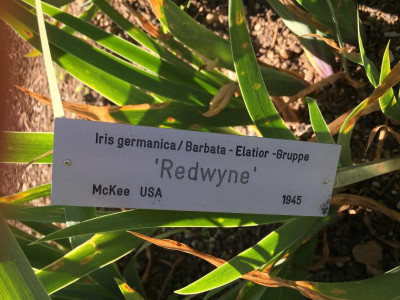 Iris germanica / Barbata - Elatior -Gruppe
'Redwyne'
McKee USA 1945